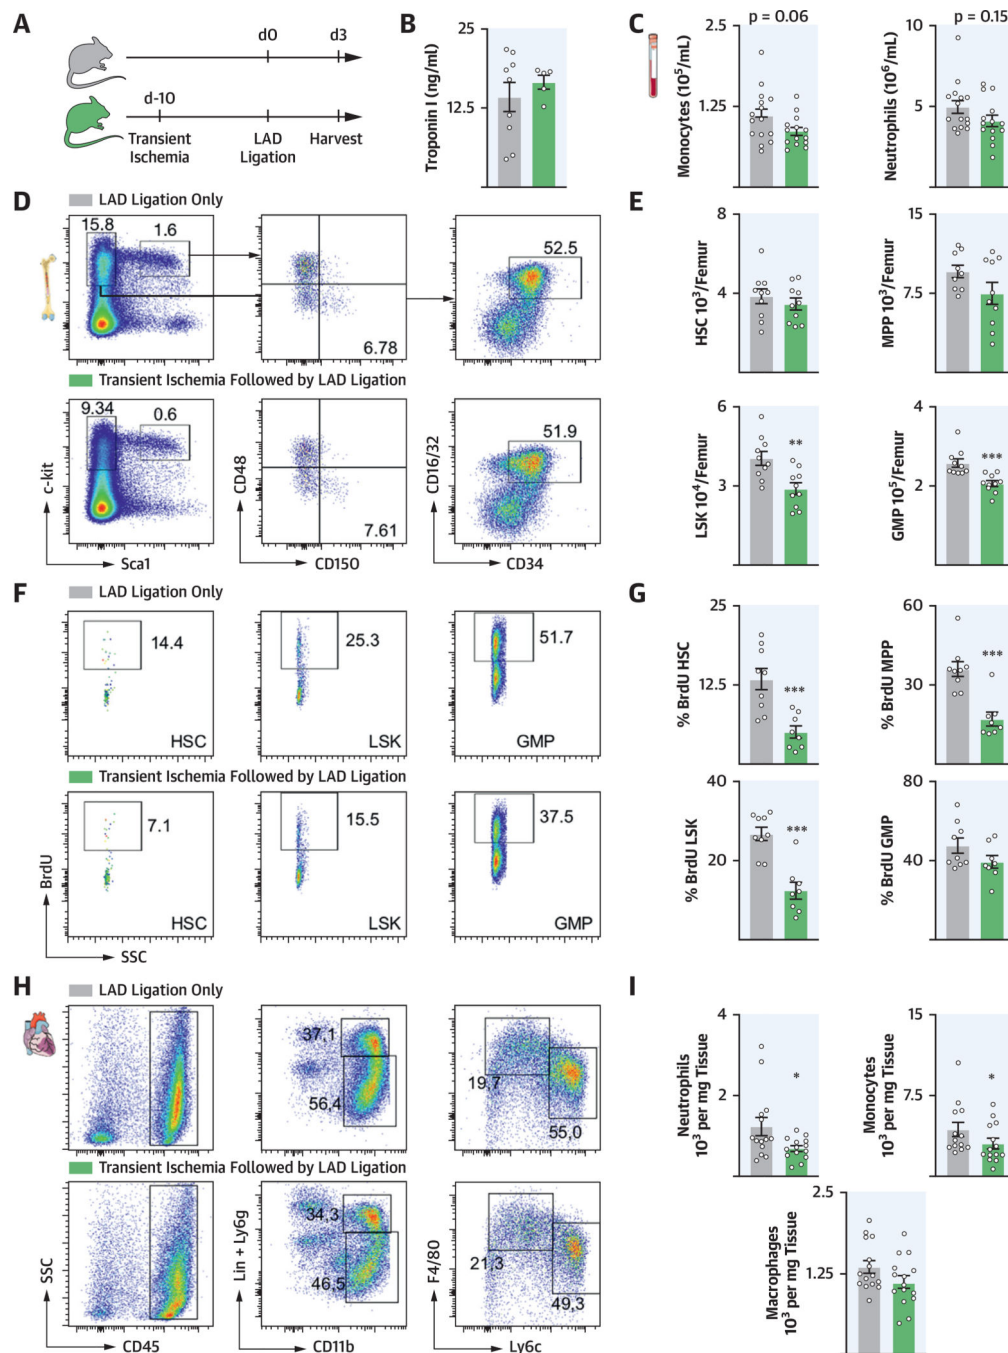 A
d0
d3
d-10
Transient
Ischemia
LAD
Ligation
Harvest
B
Troponin I (ng/ml)
25
12.5
C
p = 0.06
Monocytes (10⁵/mL)
2.5
1.25
p = 0.15
Neutrophils (10⁶/mL)
10
5
D
LAD Ligation Only
15.8
1.6
6.78
52.5
Transient Ischemia Followed by LAD Ligation
9.34
0.6
7.61
51.9
c-kit
Sca1
CD48
CD150
CD16/32
CD34
E
HSC 10³/Femur
8
4
MPP 10³/Femur
15
7.5
LSK 10⁴/Femur
6
3
**
GMP 10⁵/Femur
4
2
***
F
LAD Ligation Only
14.4
HSC
25.3
LSK
51.7
GMP
Transient Ischemia Followed by LAD Ligation
7.1
HSC
15.5
LSK
37.5
GMP
BrdU
SSC
G
% BrdU HSC
25
12.5
***
% BrdU MPP
60
30
***
% BrdU LSK
40
20
***
% BrdU GMP
80
40
H
LAD Ligation Only
37,1
56,4
19,7
55,0
Transient Ischemia Followed by LAD Ligation
34,3
46,5
21,3
49,3
SSC
CD45
Lin + Ly6g
CD11b
F4/80
Ly6c
I
Neutrophils
10³ per mg Tissue
4
2
*
Monocytes
10³ per mg Tissue
15
7.5
*
Macrophages
10³ per mg Tissue
2.5
1.25